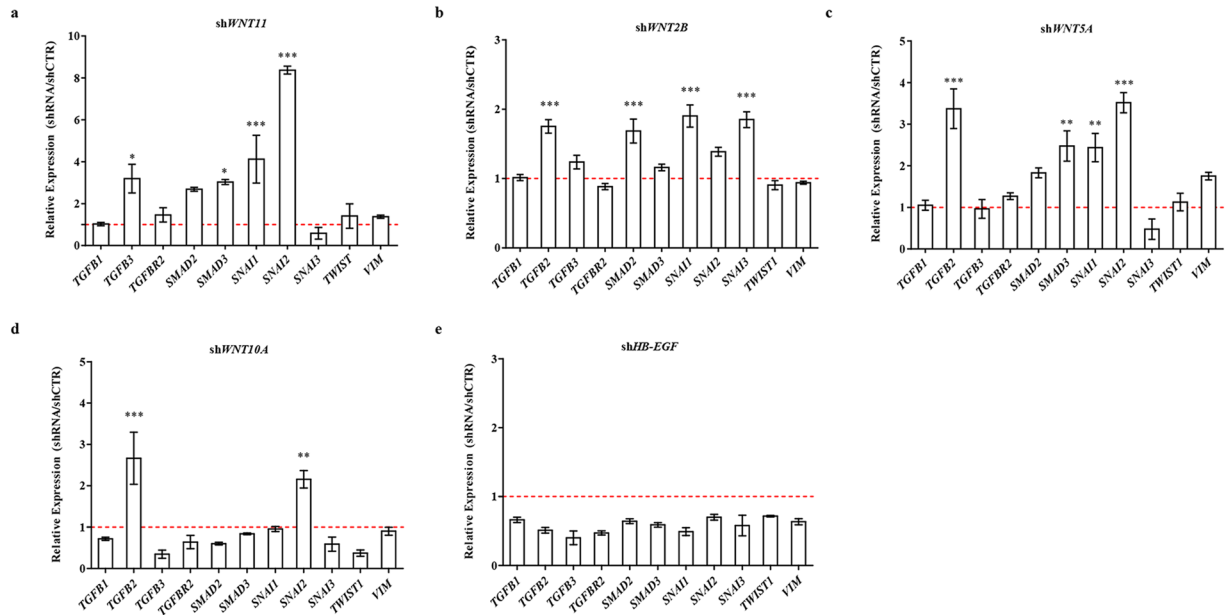 a
shWNT11
Relative Expression (shRNA/shCTR)
10
8
6
4
2
0
*
*
***
***
TGFB1
TGFB3
TGFBR2
SMAD2
SMAD3
SNAI1
SNAI2
SNAI3
TWIST
VIM
b
shWNT2B
Relative Expression (shRNA/shCTR)
3
2
1
0
***
***
***
***
TGFB1
TGFB2
TGFB3
TGFBR2
SMAD2
SMAD3
SNAI1
SNAI2
SNAI3
TWIST1
VIM
c
shWNT5A
Relative Expression (shRNA/shCTR)
5
4
3
2
1
0
***
**
**
***
TGFB1
TGFB2
TGFB3
TGFBR2
SMAD2
SMAD3
SNAI1
SNAI2
SNAI3
TWIST1
VIM
d
shWNT10A
Relative Expression (shRNA/shCTR)
5
4
3
2
1
0
***
**
TGFB1
TGFB2
TGFB3
TGFBR2
SMAD2
SMAD3
SNAI1
SNAI2
SNAI3
TWIST1
VIM
e
shHB-EGF
Relative Expression (shRNA/shCTR)
3
2
1
0
TGFB1
TGFB2
TGFB3
TGFBR2
SMAD2
SMAD3
SNAI1
SNAI2
SNAI3
TWIST1
VIM